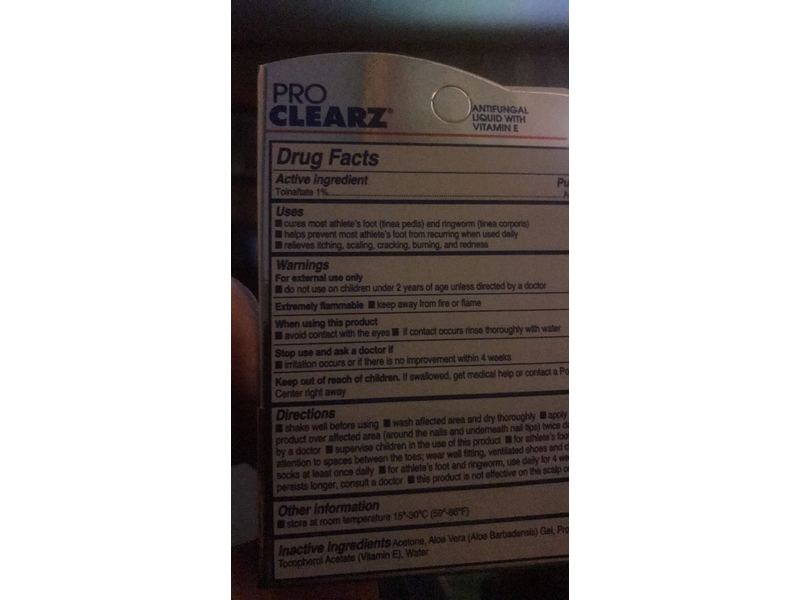 PRO
CLEARZ®
ANTIFUNGAL
LIQUID WITH
VITAMIN E
Drug Facts
Active ingredient
Pu
Tolnaftate 1%
A
Uses
■ cures most athlete's foot (tinea pedis) and ringworm (tinea corporis)
■ helps prevent most athlete's foot from recurring when used daily
■ relieves itching, scaling, cracking, burning, and redness
Warnings
For external use only
■ do not use on children under 2 years of age unless directed by a doctor
Extremely flammable ■ keep away from fire or flame
When using this product
■ avoid contact with the eyes ■ if contact occurs rinse thoroughly with water
Stop use and ask a doctor if
■ irritation occurs or if there is no improvement within 4 weeks
Keep out of reach of children. If swallowed, get medical help or contact a Po
Center right away
Directions
■ shake well before using ■ wash affected area and dry thoroughly ■ apply
product over affected area (around the nails and underneath nail tips) twice da
by a doctor ■ supervise children in the use of this product ■ for athlete's foo
attention to spaces between the toes; wear well fitting, ventilated shoes and c
socks at least once daily ■ for athlete's foot and ringworm, use daily for 4 we
persists longer, consult a doctor ■ this product is not effective on the scalp o
Other information
■ store at room temperature 15°-30°C (59°-86°F)
Inactive ingredients Acetone, Aloe Vera (Aloe Barbadensis) Gel, Pro
Tocopherol Acetate (Vitamin E), Water